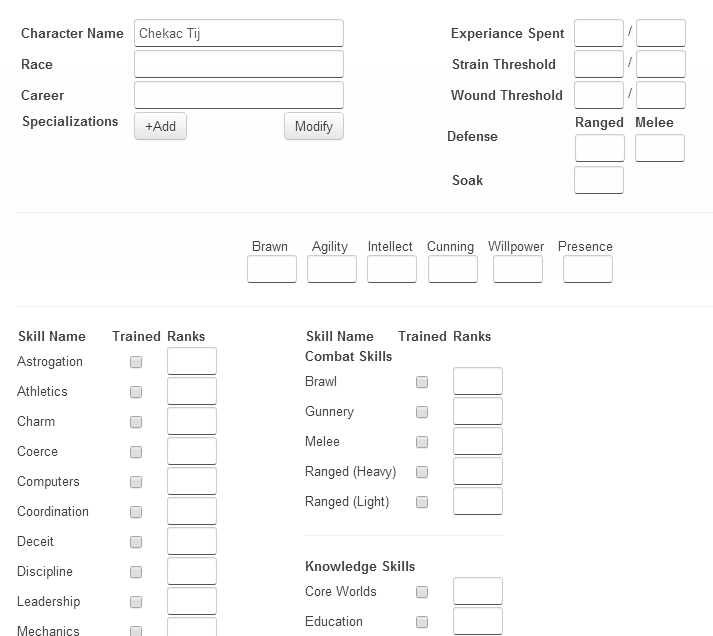 Character Name Chekac Tij
Race
Career
Specializations +Add Modify
Experiance Spent /
Strain Threshold /
Wound Threshold /
Ranged Melee
Defense
Soak
Brawn Agility Intellect Cunning Willpower Presence
Skill Name Trained Ranks
Astrogation
Athletics
Charm
Coerce
Computers
Coordination
Deceit
Discipline
Leadership
Mechanics
Skill Name Trained Ranks
Combat Skills
Brawl
Gunnery
Melee
Ranged (Heavy)
Ranged (Light)
Knowledge Skills
Core Worlds
Education